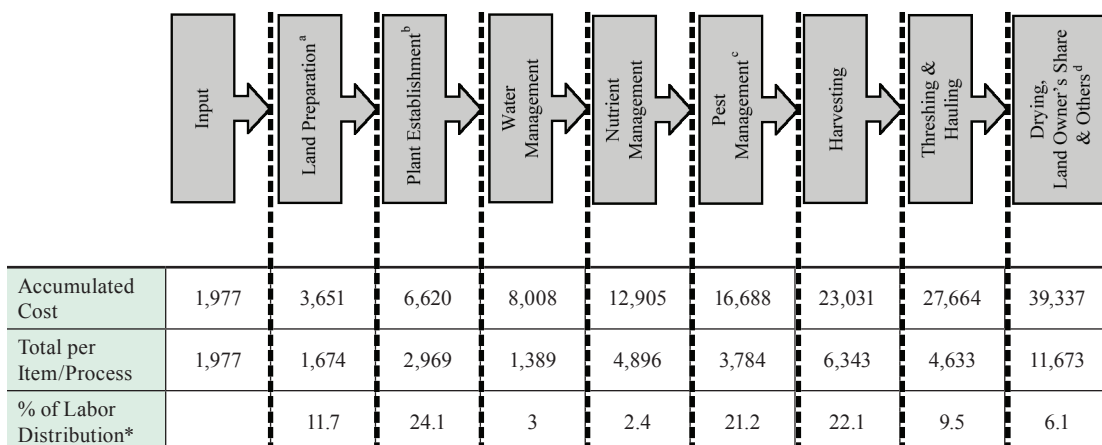 Input
Land Preparation a
Plant Establishment b
Water
Management
Nutrient
Management
Pest
Management c
Harvesting
Threshing &
Hauling
Drying,
Land Owner's Share
& Others d
Accumulated
Cost
1,977 3,651 6,620 8,008 12,905 16,688 23,031 27,664 39,337
Total per
Item/Process
1,977 1,674 2,969 1,389 4,896 3,784 6,343 4,633 11,673
% of Labor
Distribution*
11.7 24.1 3 2.4 21.2 22.1 9.5 6.1